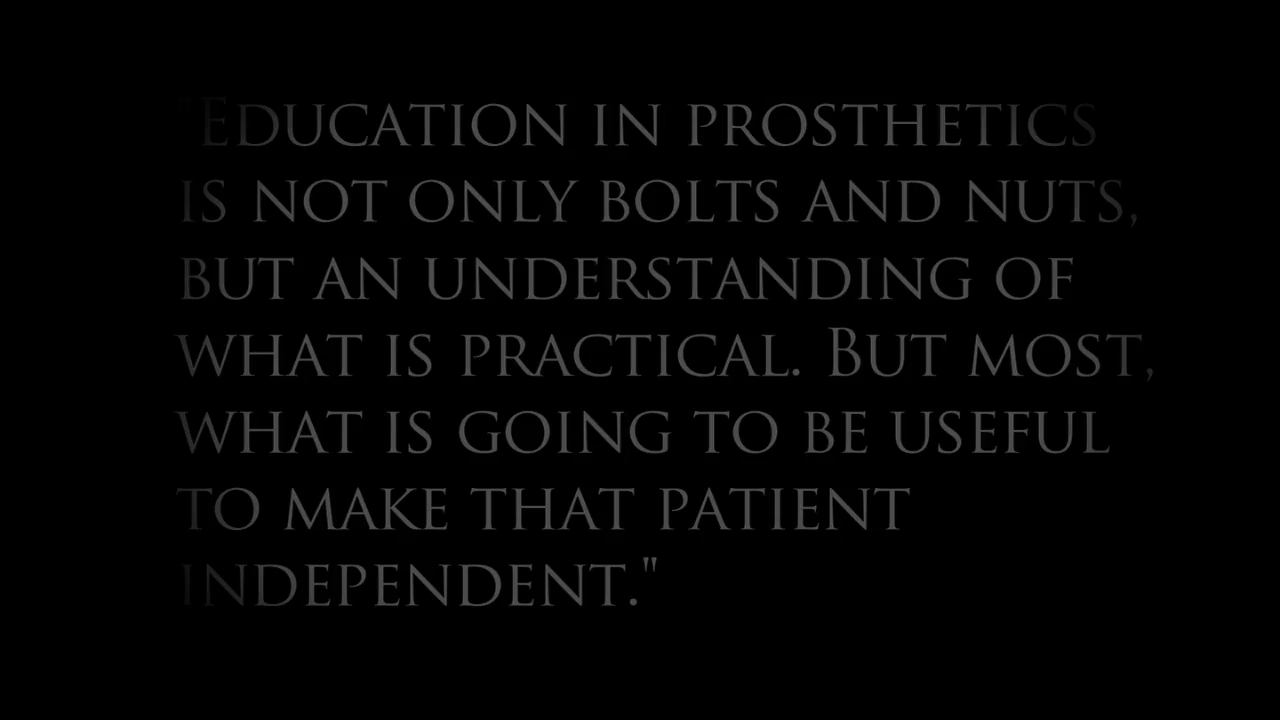 "Education in prosthetics
is not only bolts and nuts,
but an understanding of
what is practical. But most,
what is going to be useful
to make that patient
independent."